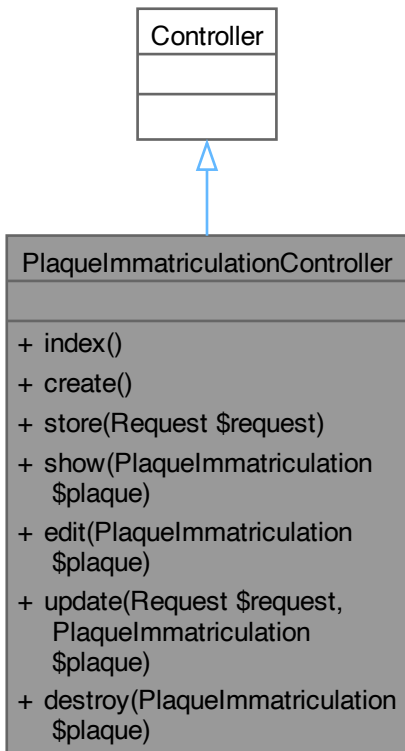 Controller
PlaqueImmatriculationController
+ index()
+ create()
+ store(Request $request)
+ show(PlaqueImmatriculation
$plaque)
+ edit(PlaqueImmatriculation
$plaque)
+ update(Request $request,
PlaqueImmatriculation
$plaque)
+ destroy(PlaqueImmatriculation
$plaque)